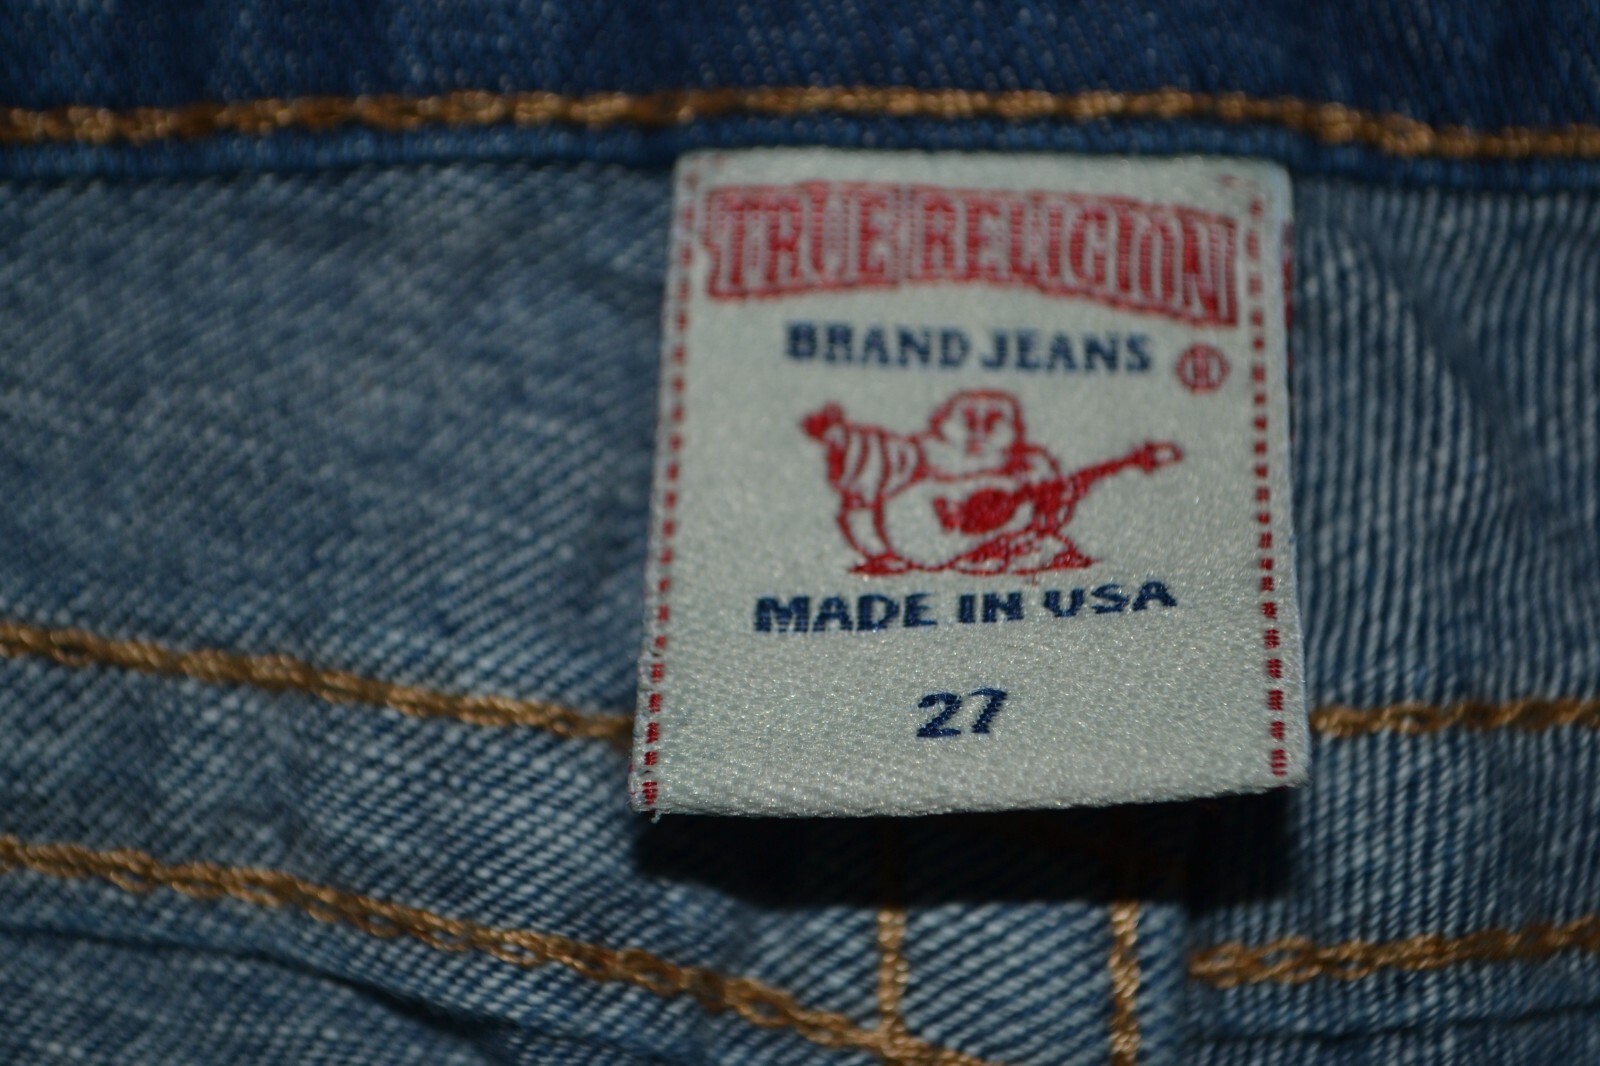 TRUE RELIGION
BRAND JEANS ®
MADE IN USA
27